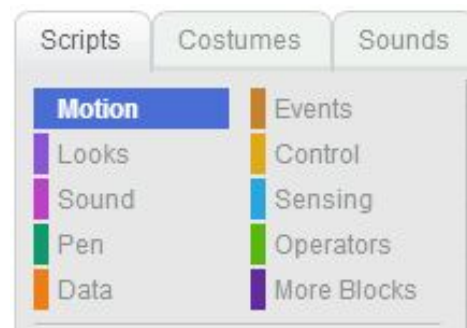 Scripts Costumes Sounds
Motion Events
Looks Control
Sound Sensing
Pen Operators
Data More Blocks